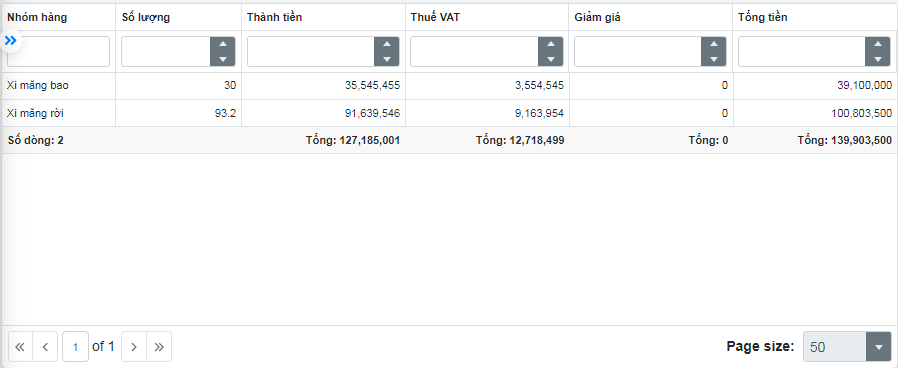 Nhóm hàng Số lượng Thành tiền Thuế VAT Giảm giá Tổng tiền
Xi măng bao 30 35,545,455 3,554,545 0 39,100,000
Xi măng rời 93.2 91,639,546 9,163,954 0 100,803,500
Số dòng: 2 Tổng: 127,185,001 Tổng: 12,718,499 Tổng: 0 Tổng: 139,903,500
1 of 1 Page size: 50